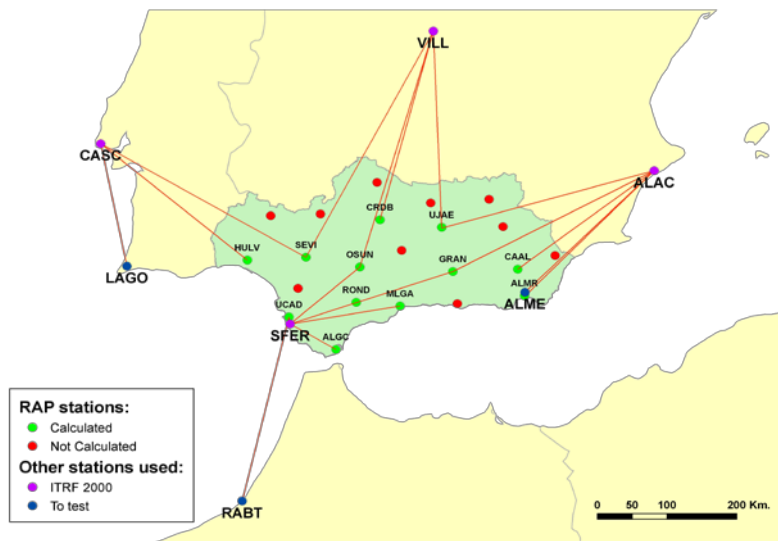 VILL
CASC
ALAC
CRDB
UJAE
HULV
SEVI
OSUN
GRAN
CAAL
LAGO
ROND
MLGA
ALMR
ALME
UCAD
SFER
ALGC
RABT
RAP stations:
Calculated
Not Calculated
Other stations used:
ITRF 2000
To test
0 50 100 200 Km.